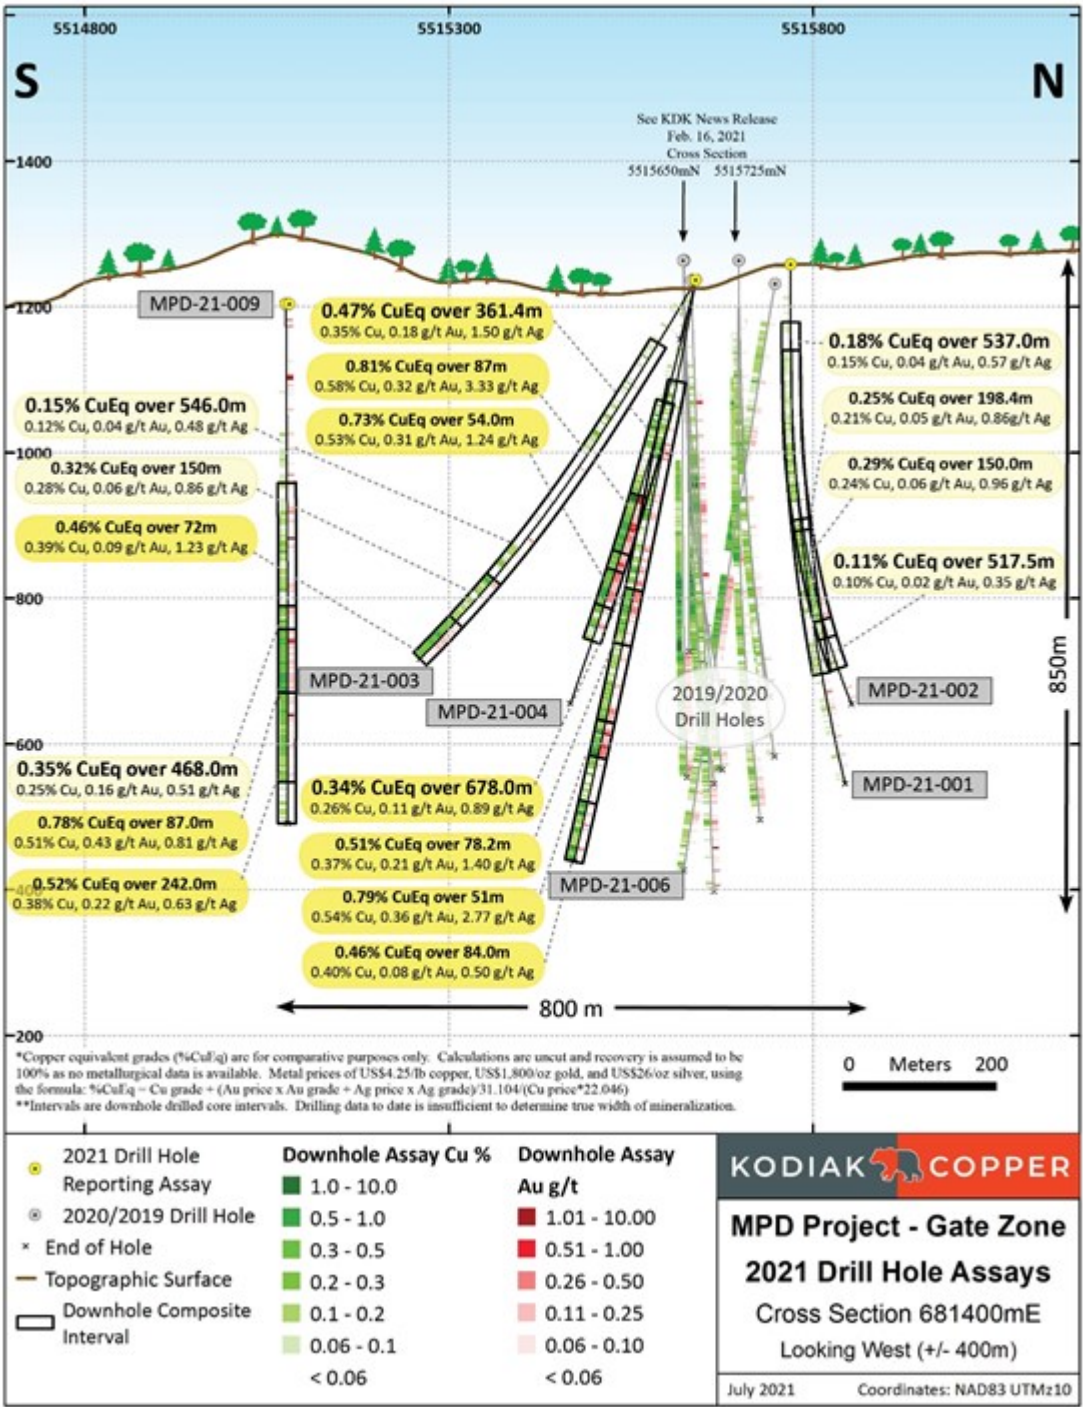 5514800
5515300
5515800
S
N
See KDK News Release
Feb. 16, 2021
Cross Section
5515650mN
5515725mN
1400
1200
1000
800
600
400
200
MPD-21-009
0.47% CuEq over 361.4m
0.35% Cu, 0.18 g/t Au, 1.50 g/t Ag
0.81% CuEq over 87m
0.58% Cu, 0.32 g/t Au, 3.33 g/t Ag
0.73% CuEq over 54.0m
0.53% Cu, 0.31 g/t Au, 1.24 g/t Ag
0.15% CuEq over 546.0m
0.12% Cu, 0.04 g/t Au, 0.48 g/t Ag
0.32% CuEq over 150m
0.28% Cu, 0.06 g/t Au, 0.86 g/t Ag
0.46% CuEq over 72m
0.39% Cu, 0.09 g/t Au, 1.23 g/t Ag
0.18% CuEq over 537.0m
0.15% Cu, 0.04 g/t Au, 0.57 g/t Ag
0.25% CuEq over 198.4m
0.21% Cu, 0.05 g/t Au, 0.86g/t Ag
0.29% CuEq over 150.0m
0.24% Cu, 0.06 g/t Au, 0.96 g/t Ag
0.11% CuEq over 517.5m
0.10% Cu, 0.02 g/t Au, 0.35 g/t Ag
MPD-21-003
MPD-21-004
2019/2020
Drill Holes
MPD-21-002
MPD-21-001
850m
0.35% CuEq over 468.0m
0.25% Cu, 0.16 g/t Au, 0.51 g/t Ag
0.78% CuEq over 87.0m
0.51% Cu, 0.43 g/t Au, 0.81 g/t Ag
0.52% CuEq over 242.0m
0.38% Cu, 0.22 g/t Au, 0.63 g/t Ag
0.34% CuEq over 678.0m
0.26% Cu, 0.11 g/t Au, 0.89 g/t Ag
0.51% CuEq over 78.2m
0.37% Cu, 0.21 g/t Au, 1.40 g/t Ag
0.79% CuEq over 51m
0.54% Cu, 0.36 g/t Au, 2.77 g/t Ag
0.46% CuEq over 84.0m
0.40% Cu, 0.08 g/t Au, 0.50 g/t Ag
MPD-21-006
800 m
*Copper equivalent grades (%CuEq) are for comparative purposes only. Calculations are uncut and recovery is assumed to be
100% as no metallurgical data is available. Metal prices of US$4.25/lb copper, US$1,800/oz gold, and US$26/oz silver, using
the formula: %CuEq = Cu grade + (Au price x Au grade + Ag price x Ag grade)/31.104/(Cu price*22.046)
**Intervals are downhole drilled core intervals. Drilling data to date is insufficient to determine true width of mineralization.
0 Meters 200
2021 Drill Hole
Reporting Assay
2020/2019 Drill Hole
× End of Hole
Topographic Surface
Downhole Composite
Interval
Downhole Assay Cu %
1.0 - 10.0
0.5 - 1.0
0.3 - 0.5
0.2 - 0.3
0.1 - 0.2
0.06 - 0.1
< 0.06
Downhole Assay
Au g/t
1.01 - 10.00
0.51 - 1.00
0.26 - 0.50
0.11 - 0.25
0.06 - 0.10
< 0.06
KODIAK COPPER
MPD Project - Gate Zone
2021 Drill Hole Assays
Cross Section 681400mE
Looking West (+/- 400m)
July 2021
Coordinates: NAD83 UTMz10